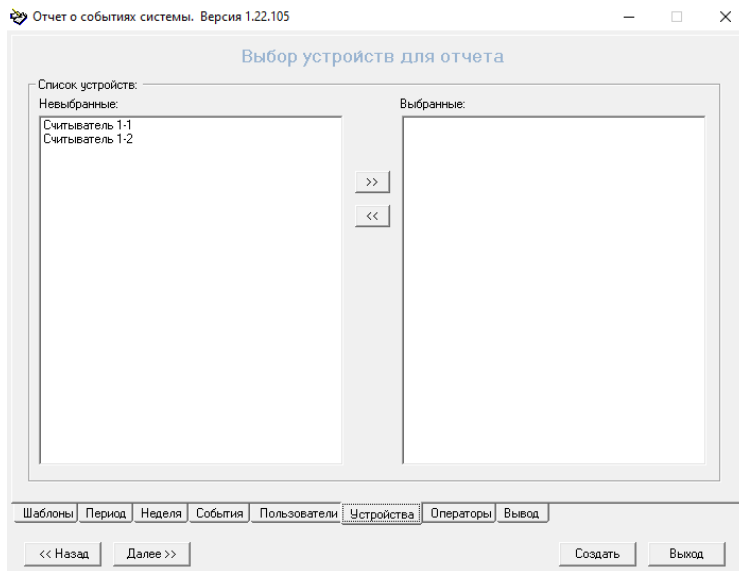 Отчет о событиях системы. Версия 1.22.105
Выбор устройств для отчета
Список устройств:
Невыбранные:
Выбранные:
Считыватель 1-1
Считыватель 1-2
>>
<<
Шаблоны Период Неделя События Пользователи Устройства Операторы Вывод
<< Назад Далее >> Создать Выход